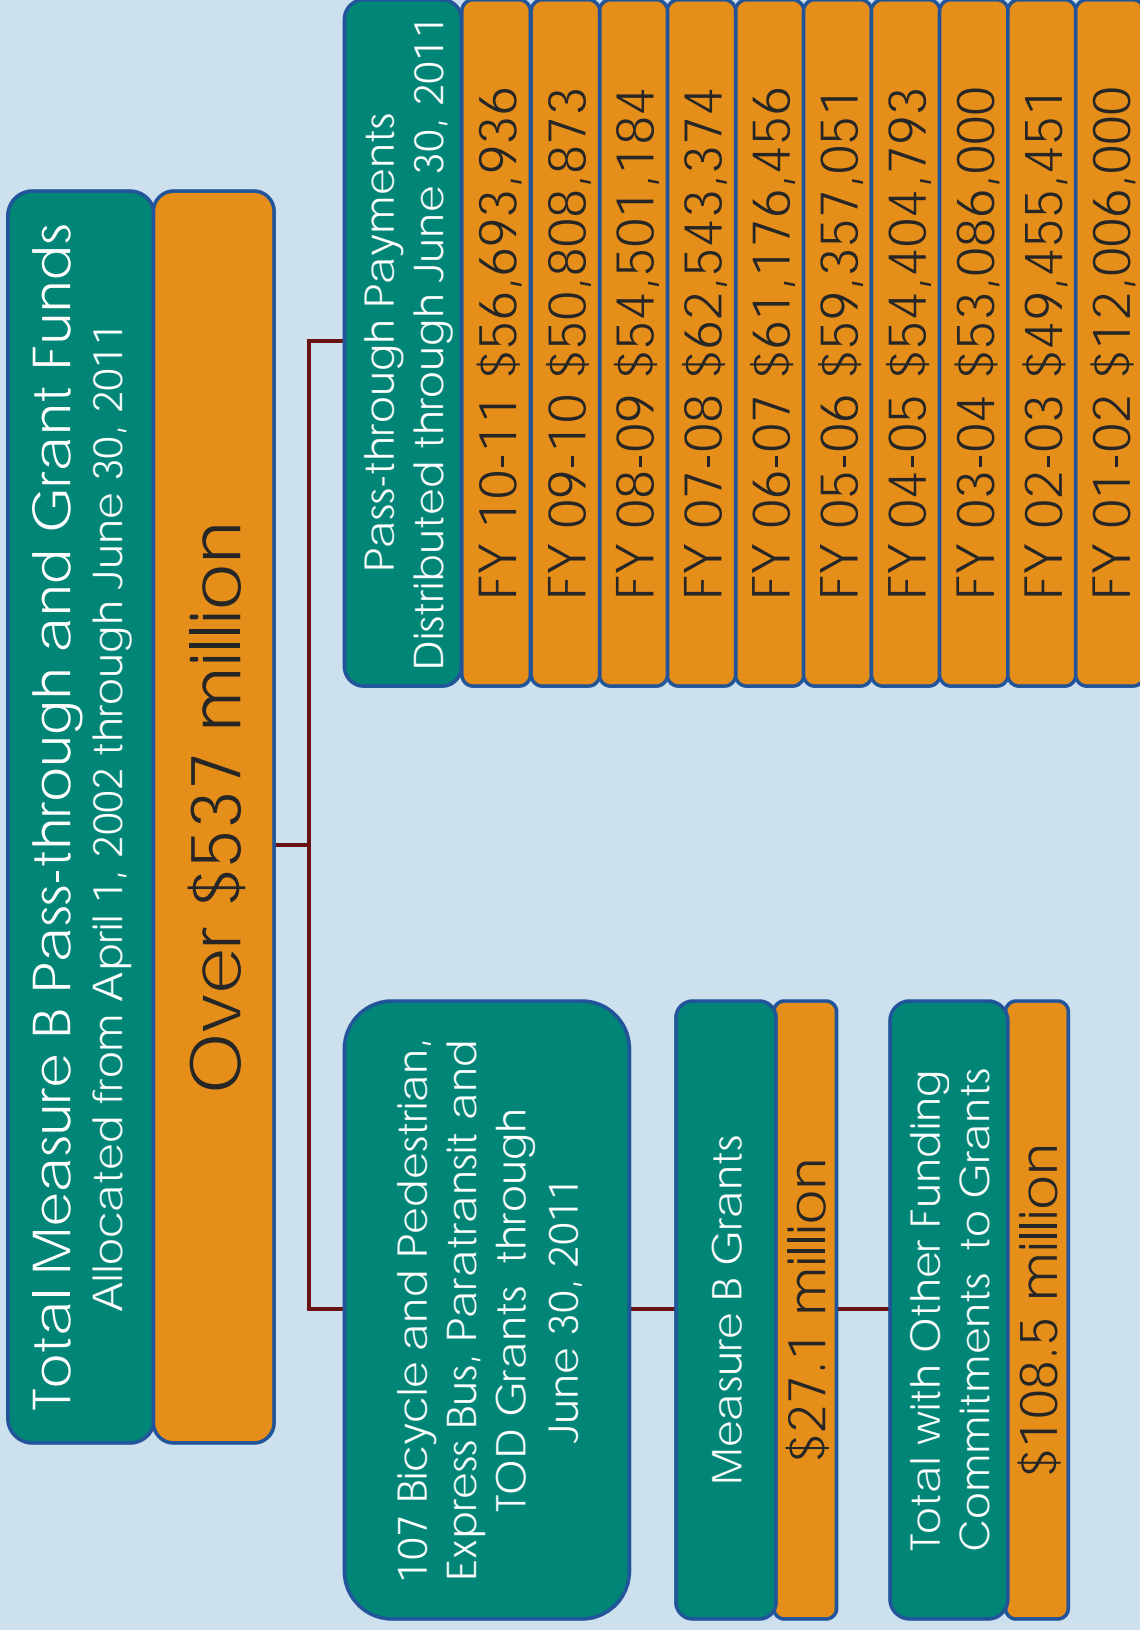 Total Measure B Pass-through and Grant Funds
Allocated from April 1, 2002 through June 30, 2011
Over $537 million
107 Bicycle and Pedestrian,
Express Bus, Paratransit and
TOD Grants through
June 30, 2011
Measure B Grants
$27.1 million
Total with Other Funding
Commitments to Grants
$108.5 million
Pass-through Payments
Distributed through June 30, 2011
FY 10-11 $56,693,936
FY 09-10 $50,808,873
FY 08-09 $54,501,184
FY 07-08 $62,543,374
FY 06-07 $61,176,456
FY 05-06 $59,357,051
FY 04-05 $54,404,793
FY 03-04 $53,086,000
FY 02-03 $49,455,451
FY 01-02 $12,006,000